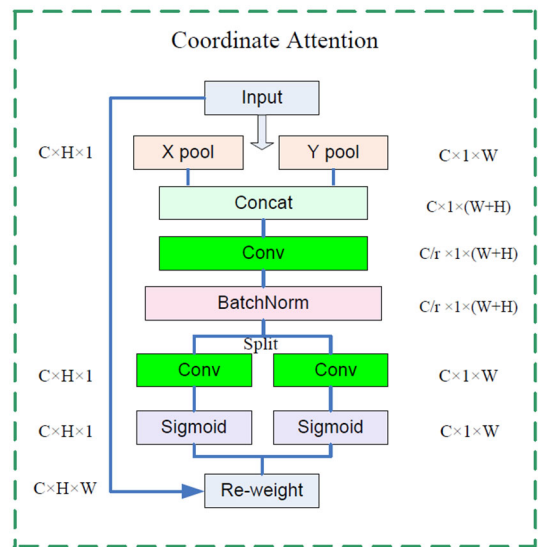 Coordinate Attention
Input
C×H×1
X pool
Y pool
C×1×W
Concat
C×1×(W+H)
Conv
C/r ×1×(W+H)
BatchNorm
C/r ×1×(W+H)
Split
C×H×1
Conv
Conv
C×1×W
C×H×1
Sigmoid
Sigmoid
C×1×W
C×H×W
Re-weight